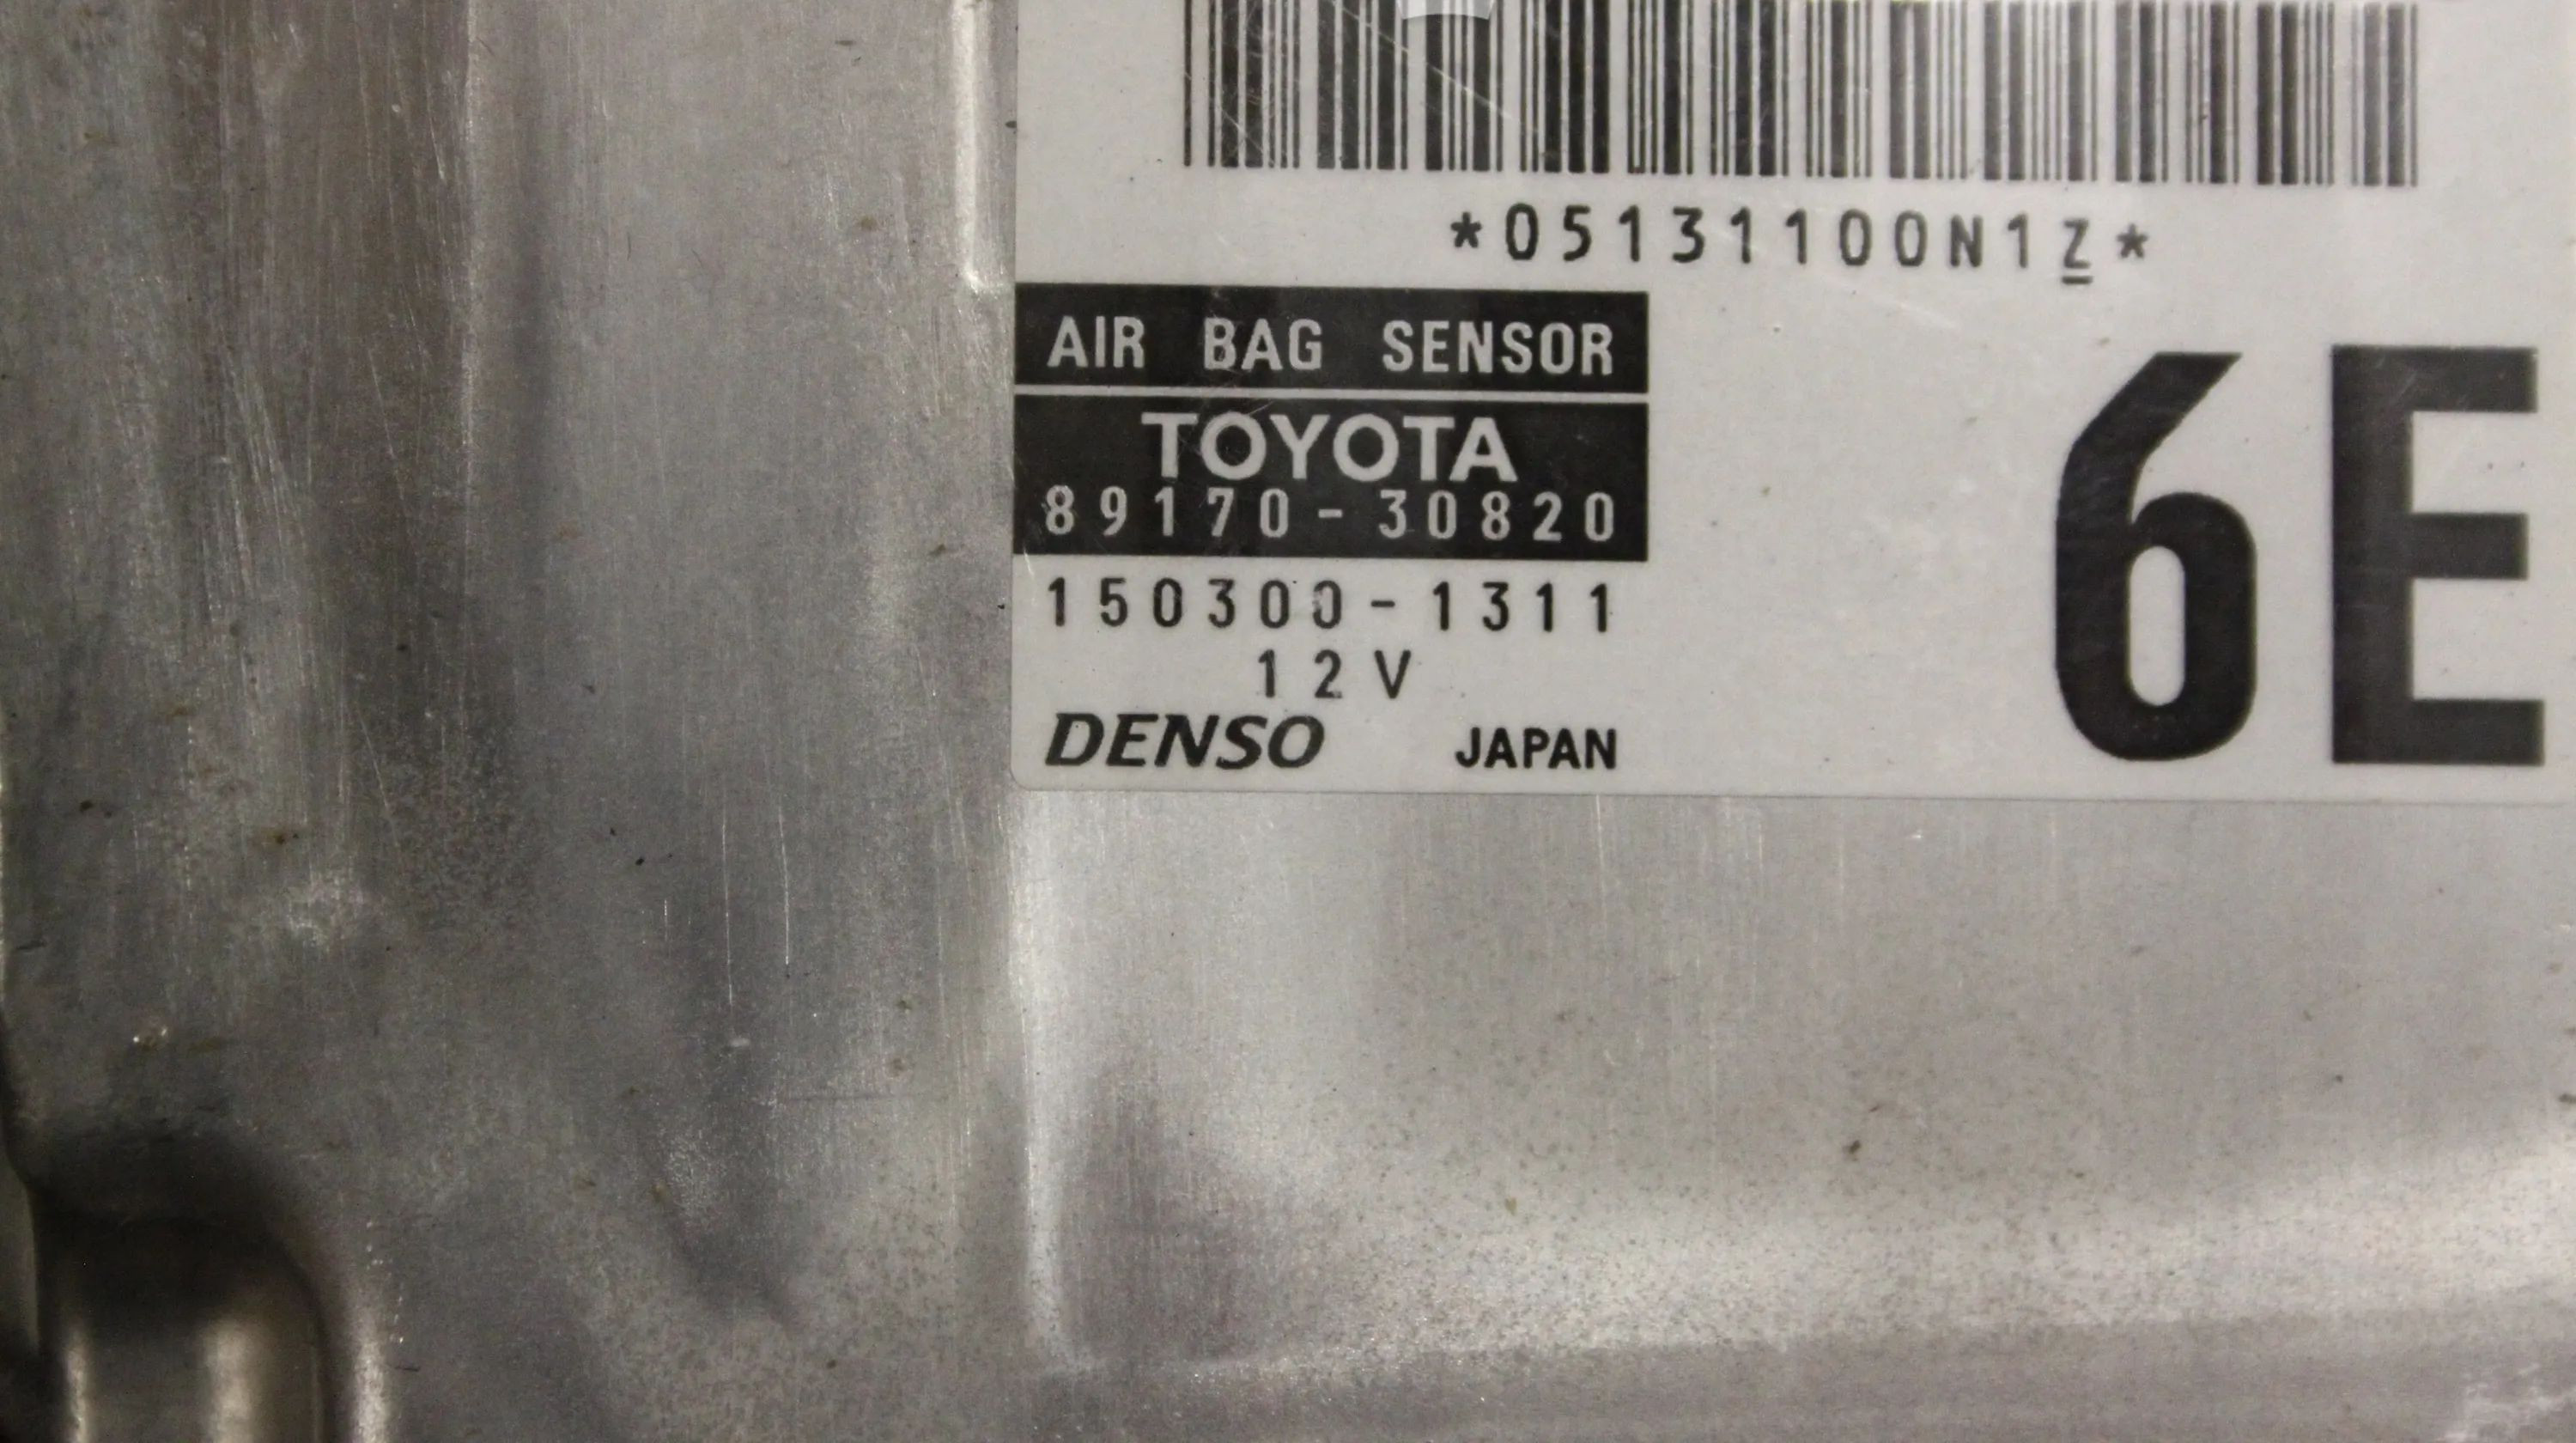 *05131100N1Z*
AIR BAG SENSOR
TOYOTA
89170-30820
150300-1311
12V
DENSO JAPAN
6E